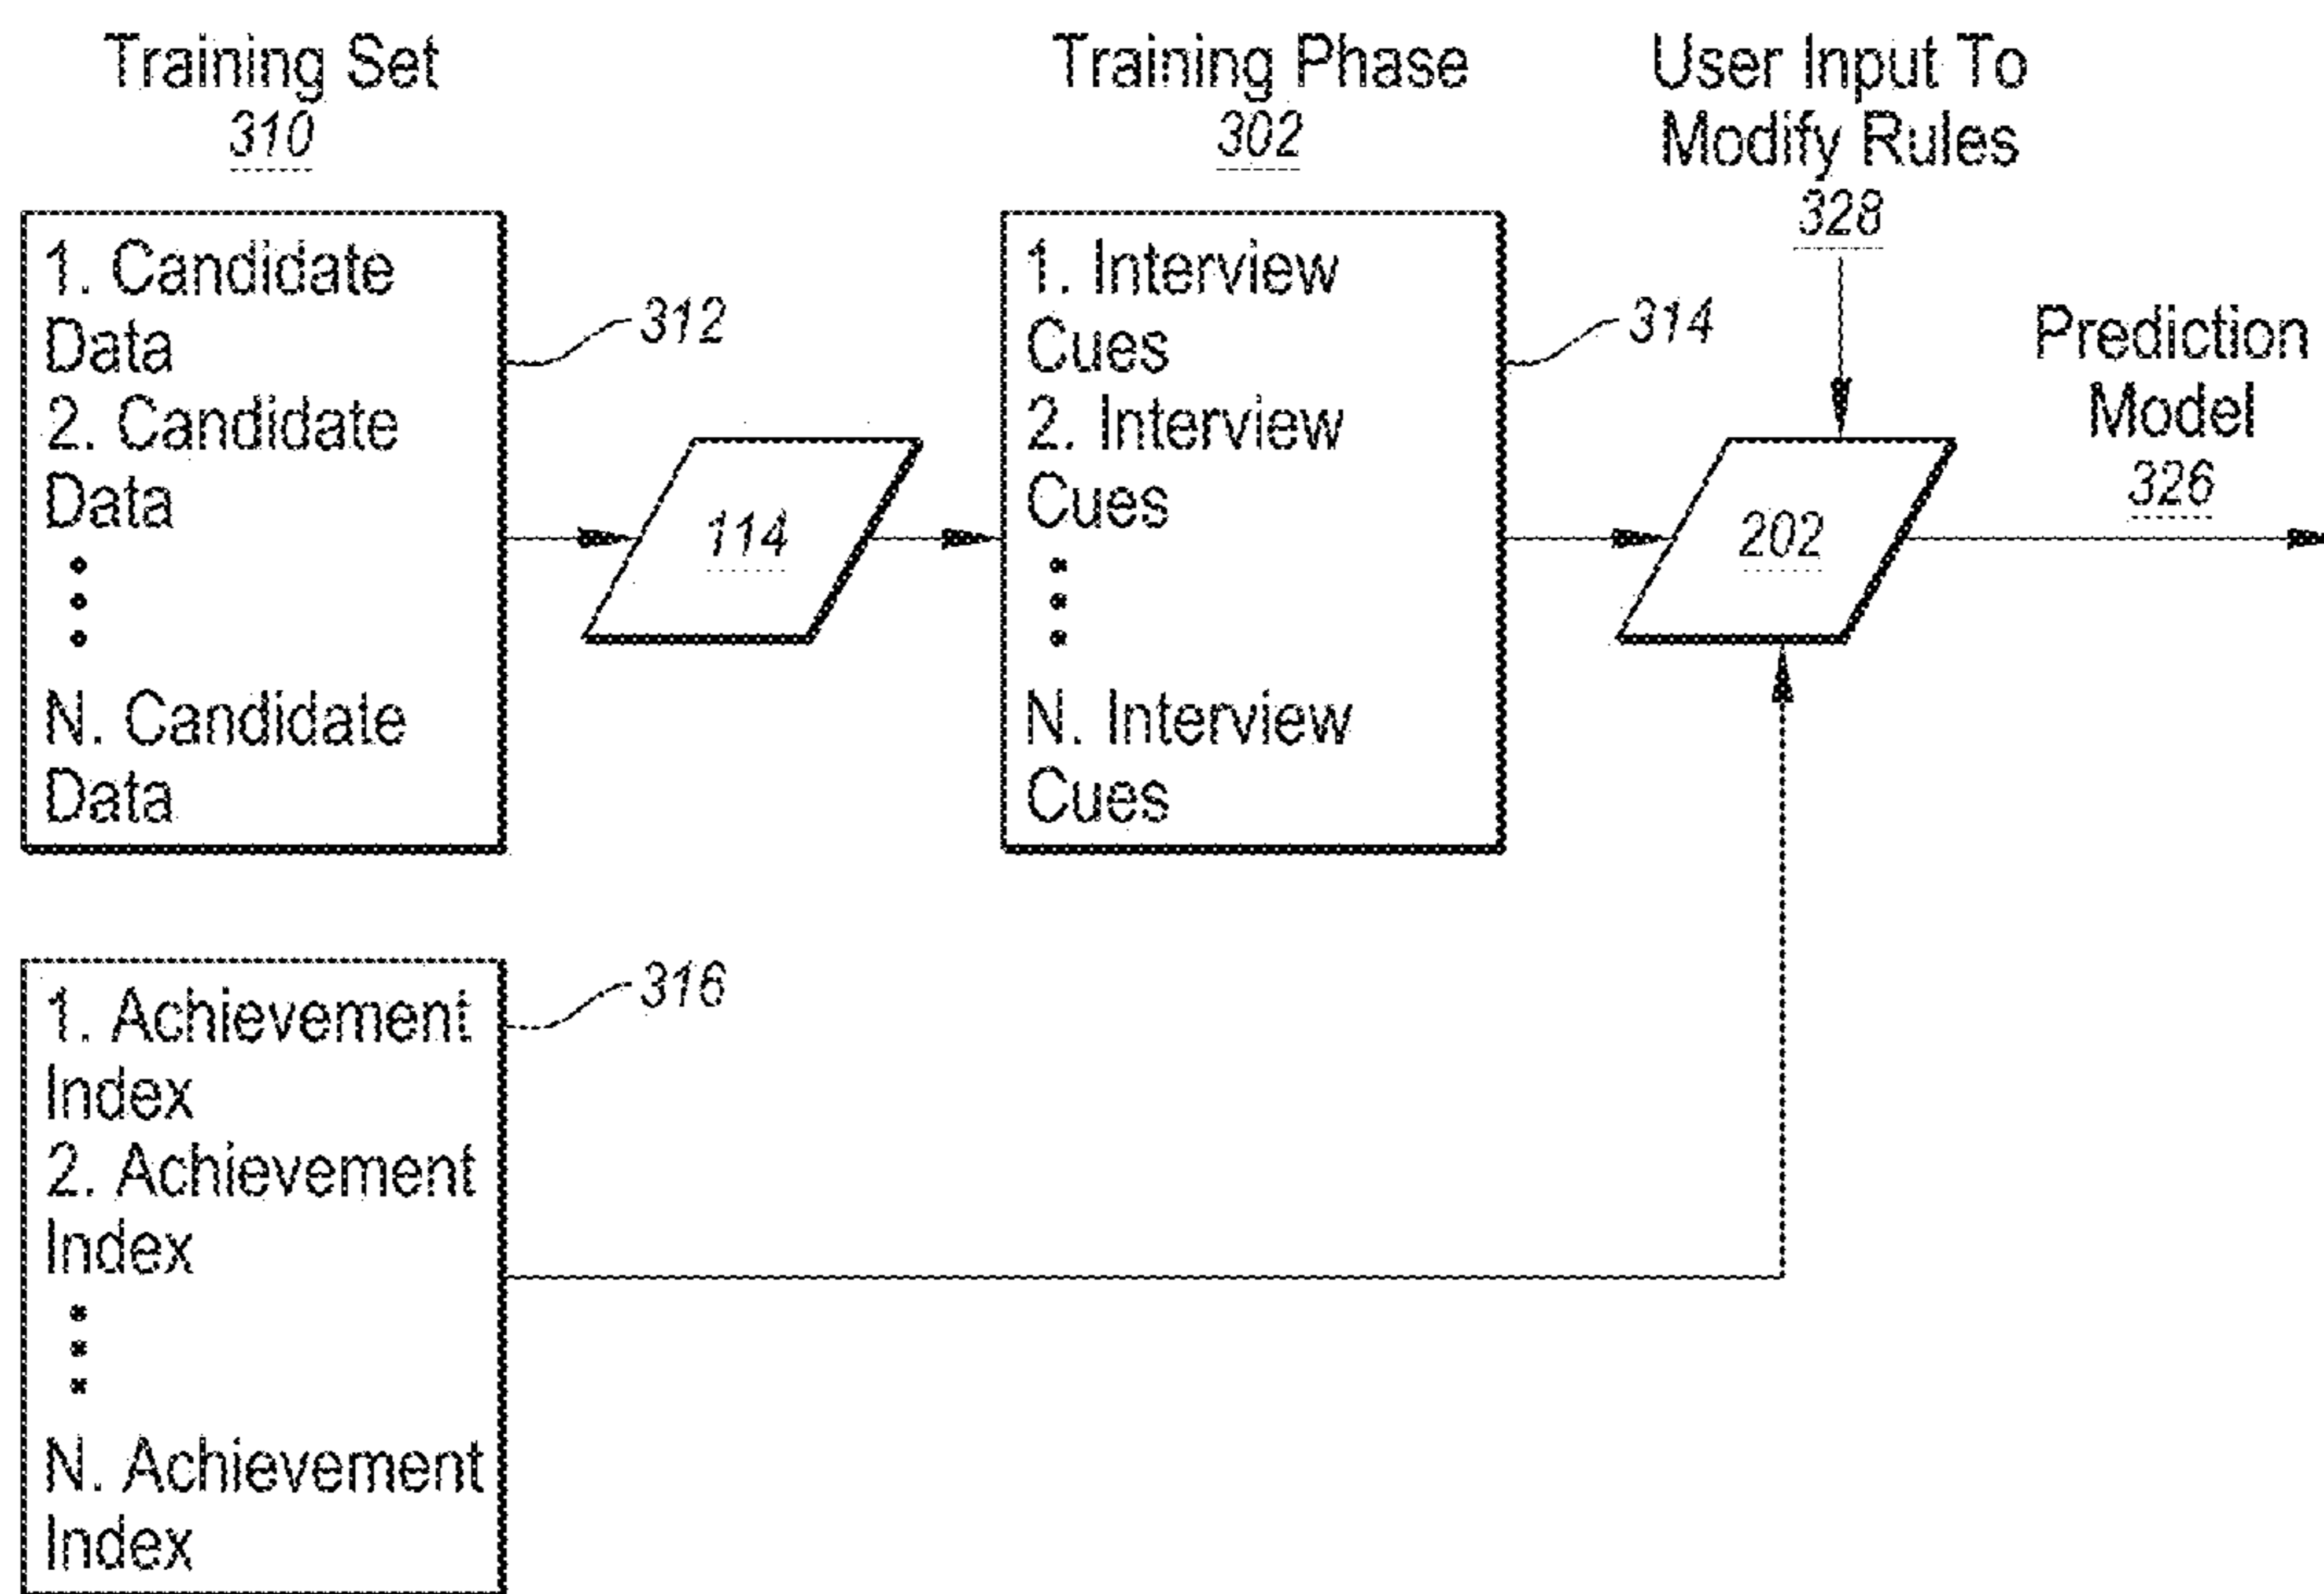 Training Set
310
1. Candidate
Data
2. Candidate
Data
N. Candidate
Data
312
114
Training Phase
302
1. Interview
Cues
2. Interview
Cues
N. Interview
Cues
314
User Input To
Modify Rules
328
202
Prediction
Model
326
1. Achievement
Index
2. Achievement
Index
N. Achievement
Index
316